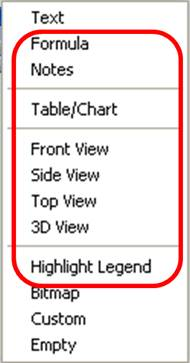 Text
Formula
Notes
Table/Chart
Front View
Side View
Top View
3D View
Highlight Legend
Bitmap
Custom
Empty